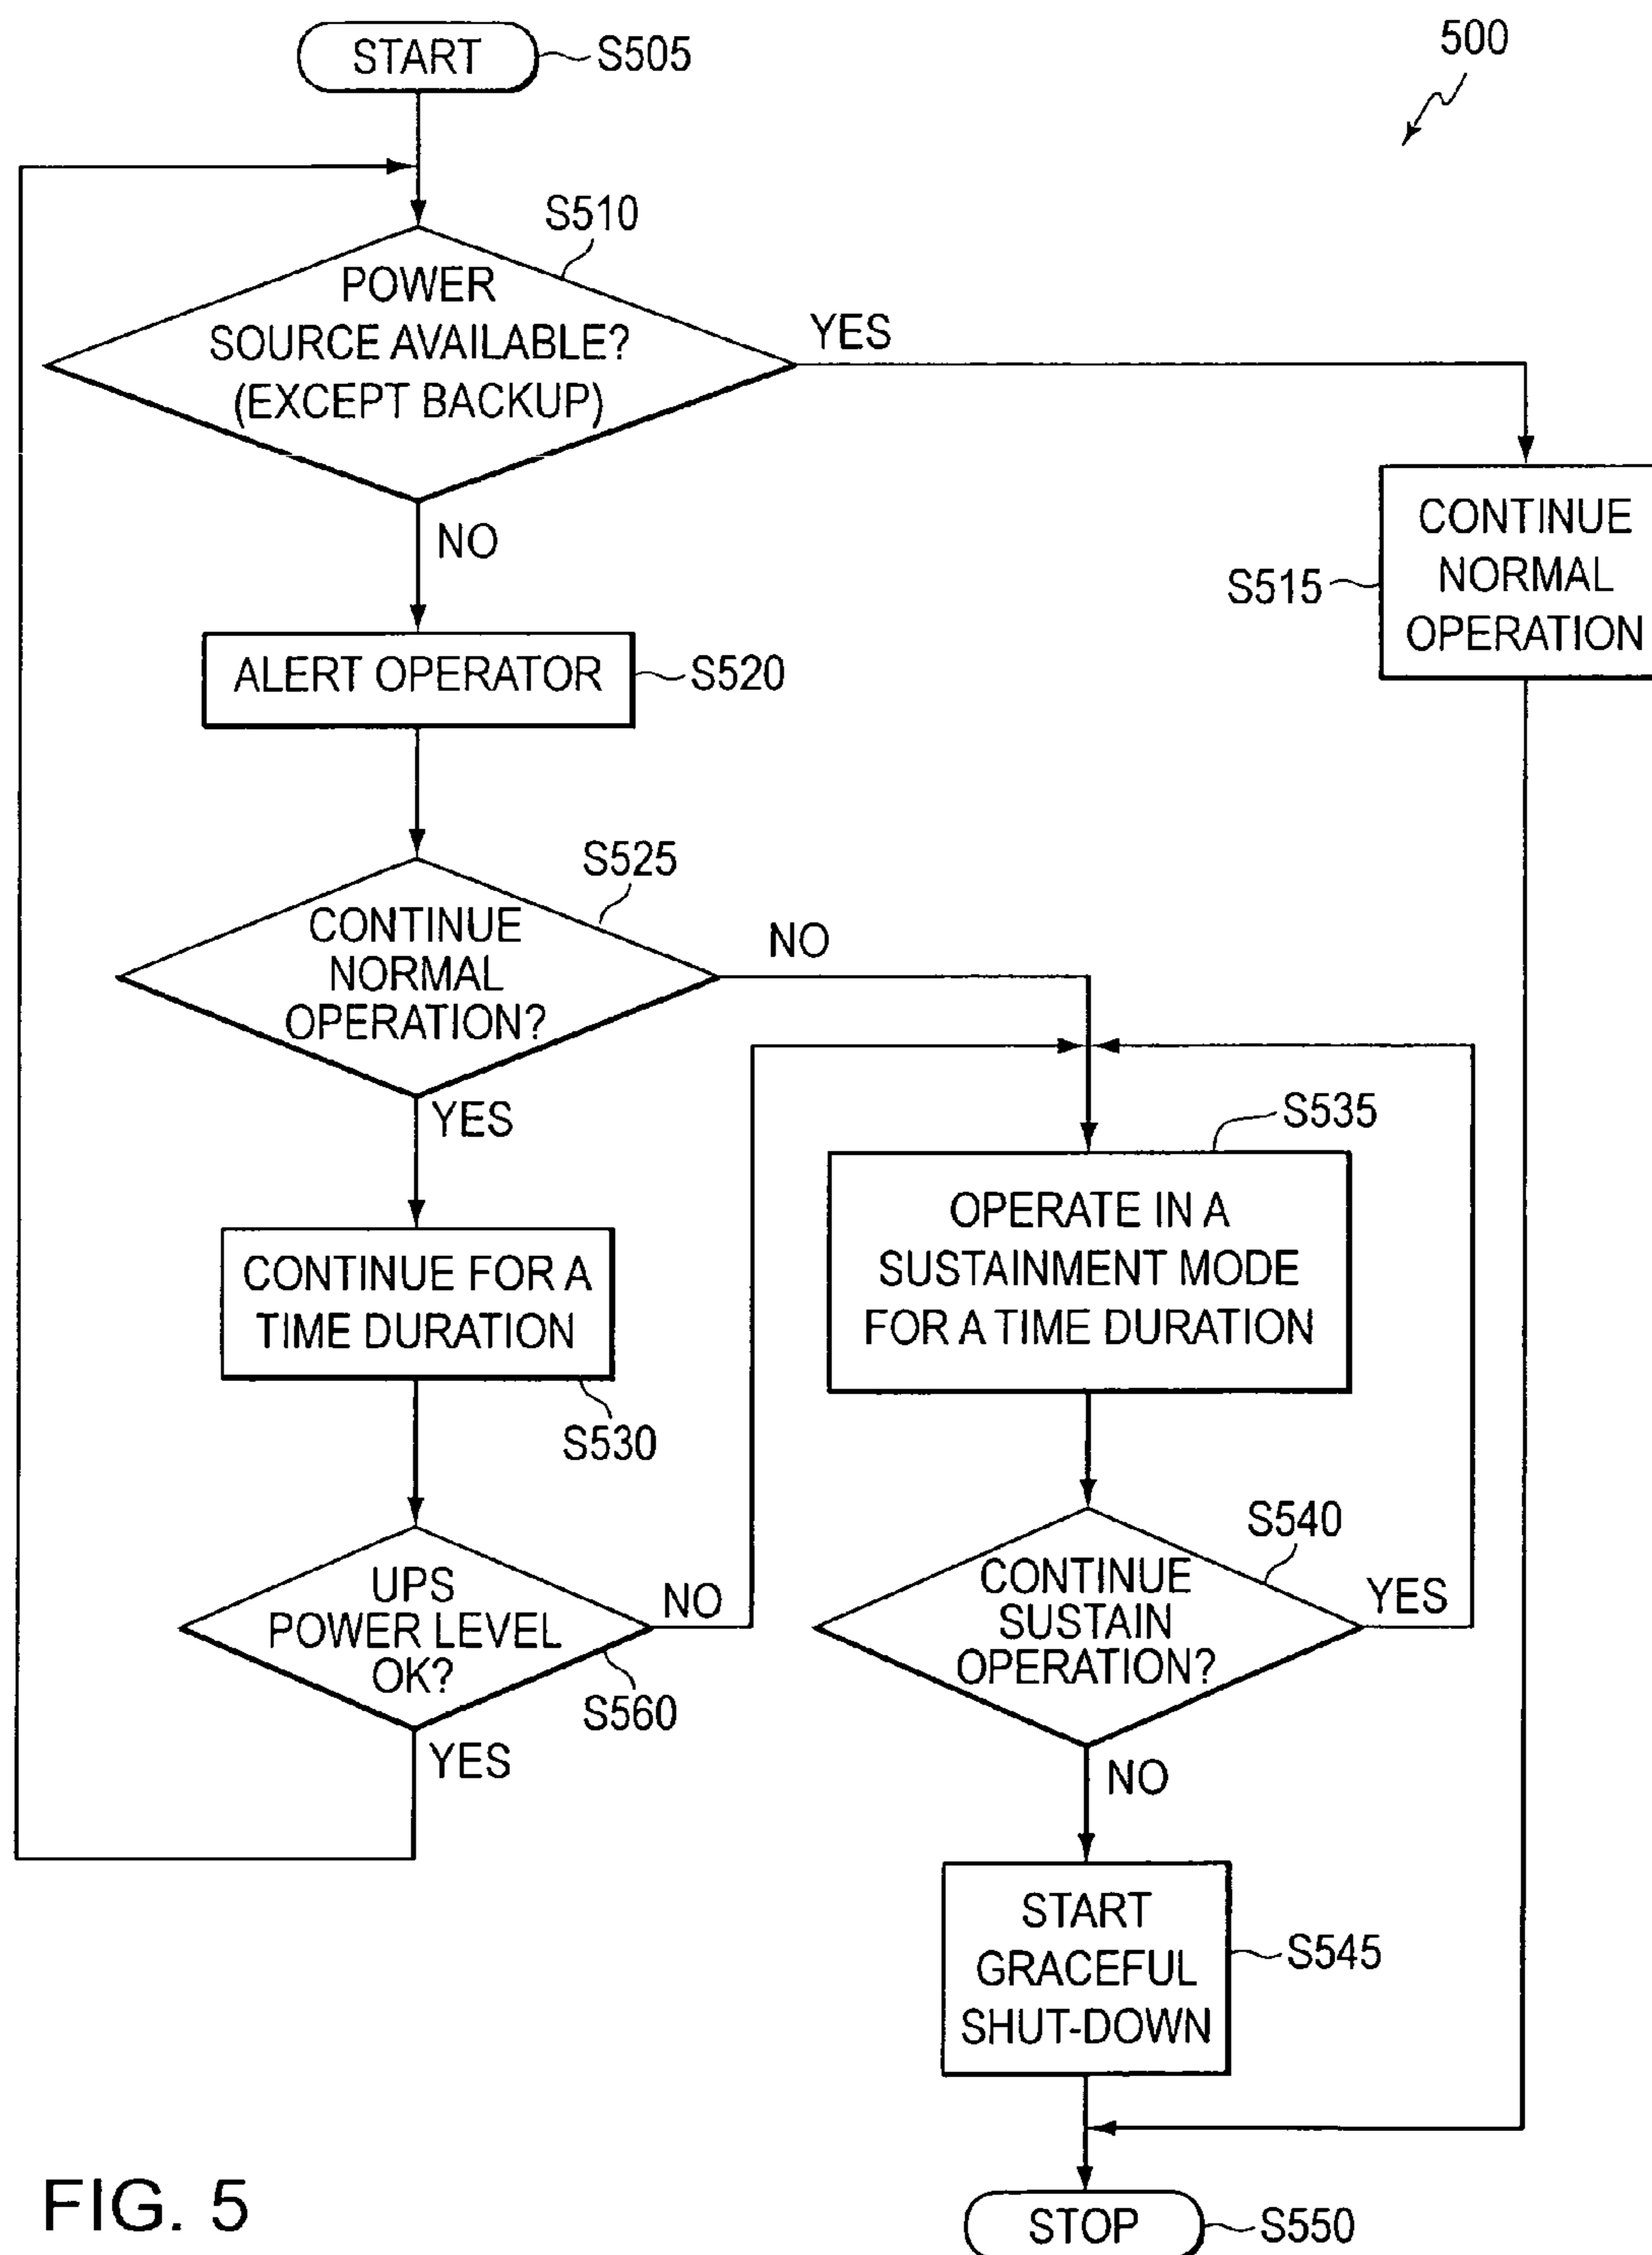 START
S505
500
S510
POWER
SOURCE AVAILABLE?
(EXCEPT BACKUP)
YES
NO
CONTINUE
NORMAL
OPERATION
S515
ALERT OPERATOR
S520
S525
CONTINUE
NORMAL
OPERATION?
NO
YES
S535
CONTINUE FOR A
TIME DURATION
S530
OPERATE IN A
SUSTAINMENT MODE
FOR A TIME DURATION
UPS
POWER LEVEL
OK?
NO
S560
YES
S540
CONTINUE
SUSTAIN
OPERATION?
YES
NO
START
GRACEFUL
SHUT-DOWN
S545
STOP
S550
FIG. 5